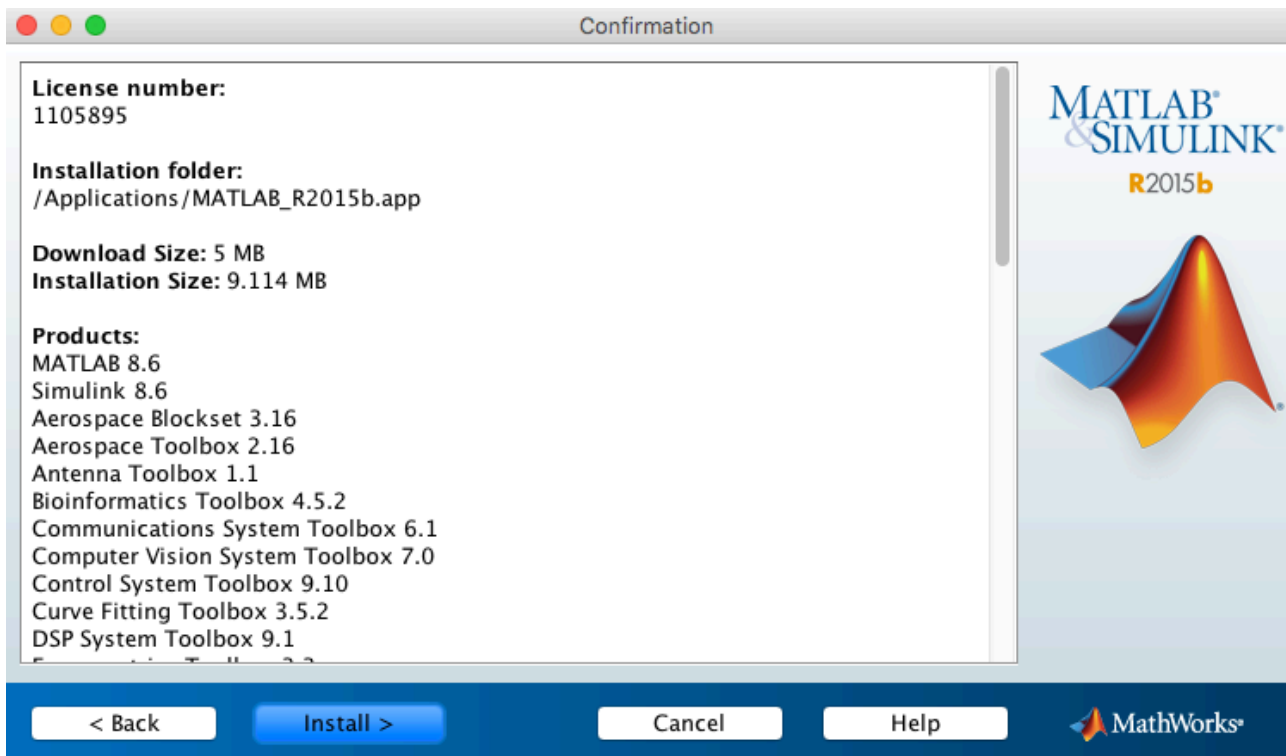 Confirmation
License number:
1105895
Installation folder:
/Applications/MATLAB_R2015b.app
Download Size: 5 MB
Installation Size: 9.114 MB
Products:
MATLAB 8.6
Simulink 8.6
Aerospace Blockset 3.16
Aerospace Toolbox 2.16
Antenna Toolbox 1.1
Bioinformatics Toolbox 4.5.2
Communications System Toolbox 6.1
Computer Vision System Toolbox 7.0
Control System Toolbox 9.10
Curve Fitting Toolbox 3.5.2
DSP System Toolbox 9.1
MATLAB®
&SIMULINK®
R2015b
< Back
Install >
Cancel
Help
MathWorks®